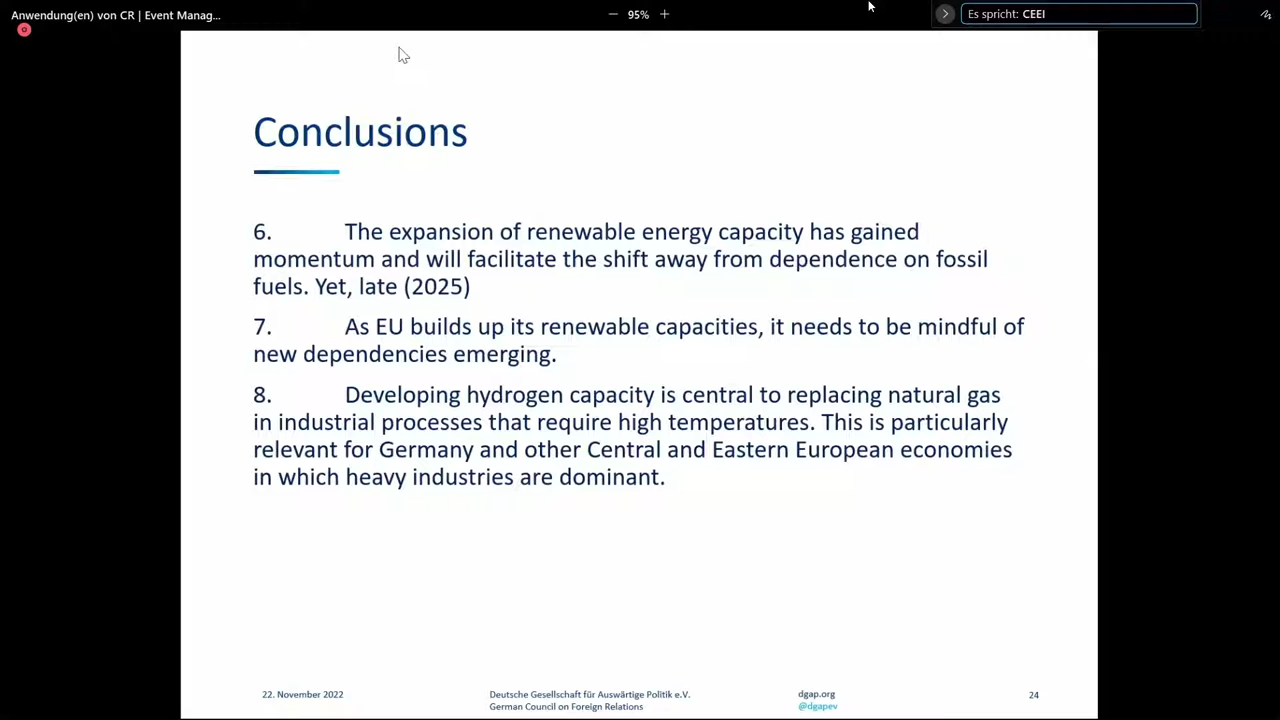 Anwendung(en) von CR | Event Manag...
95%
Es spricht: CEEI
Conclusions
6. The expansion of renewable energy capacity has gained
momentum and will facilitate the shift away from dependence on fossil
fuels. Yet, late (2025)
7. As EU builds up its renewable capacities, it needs to be mindful of
new dependencies emerging.
8. Developing hydrogen capacity is central to replacing natural gas
in industrial processes that require high temperatures. This is particularly
relevant for Germany and other Central and Eastern European economies
in which heavy industries are dominant.
22. November 2022
Deutsche Gesellschaft für Auswärtige Politik e.V.
German Council on Foreign Relations
dgap.org
@dgapev
24